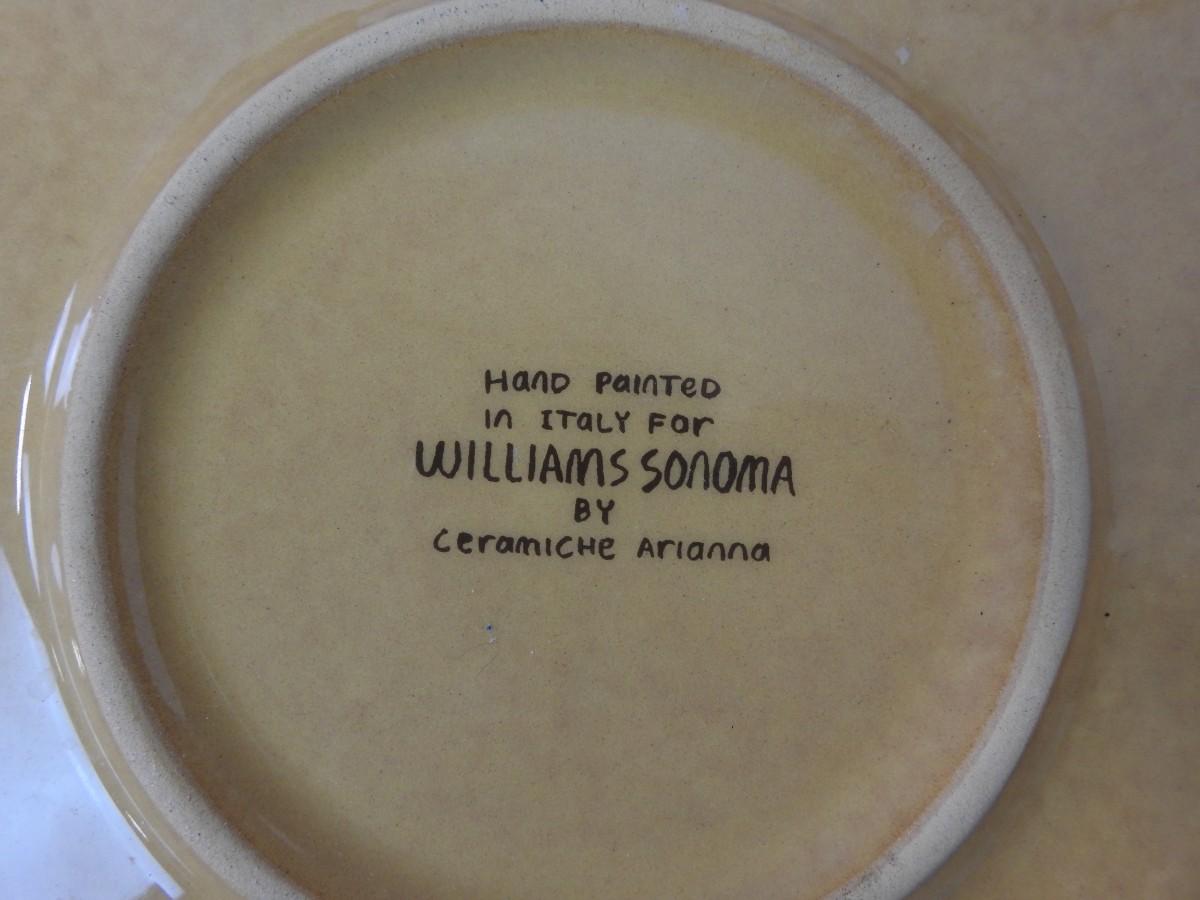 Hand Painted
in Italy for
WILLIAMS SONOMA
BY
Ceramiche Arianna